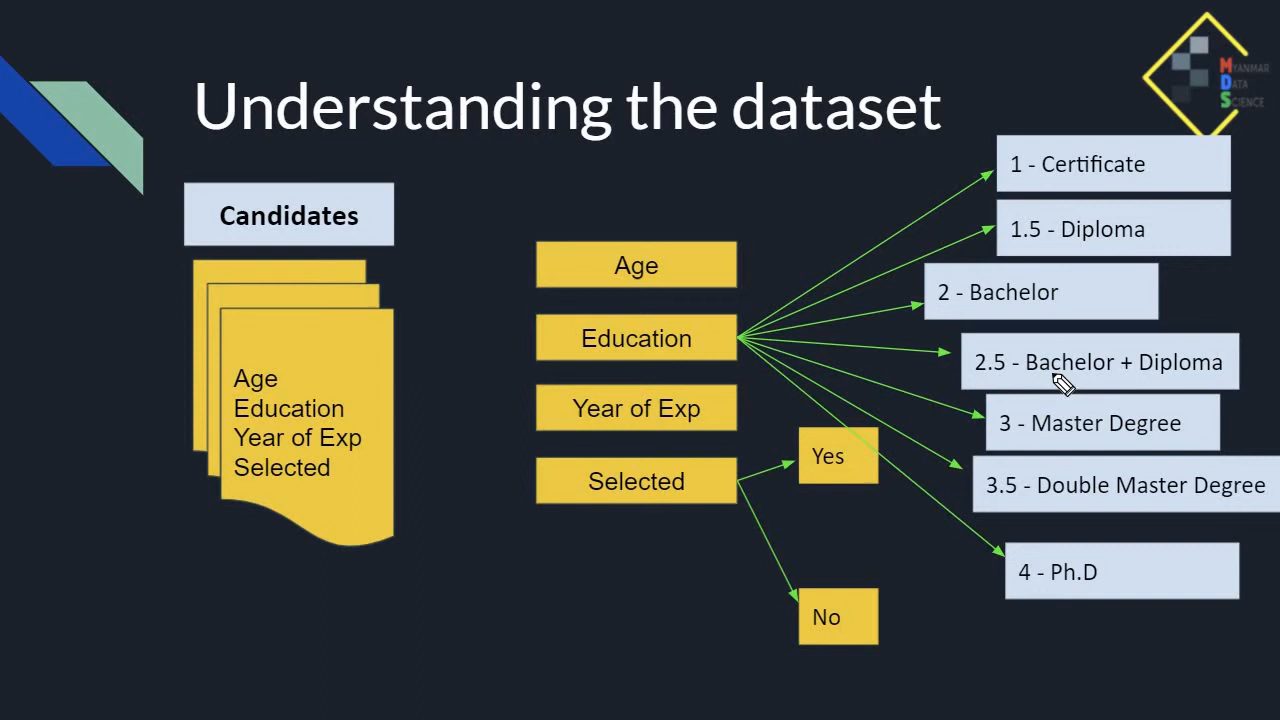 Understanding the dataset
MYANMAR
DATA
SCIENCE
Candidates
Age
Education
Year of Exp
Selected
Age
Education
Year of Exp
Selected
Yes
No
1 - Certificate
1.5 - Diploma
2 - Bachelor
2.5 - Bachelor + Diploma
3 - Master Degree
3.5 - Double Master Degree
4 - Ph.D